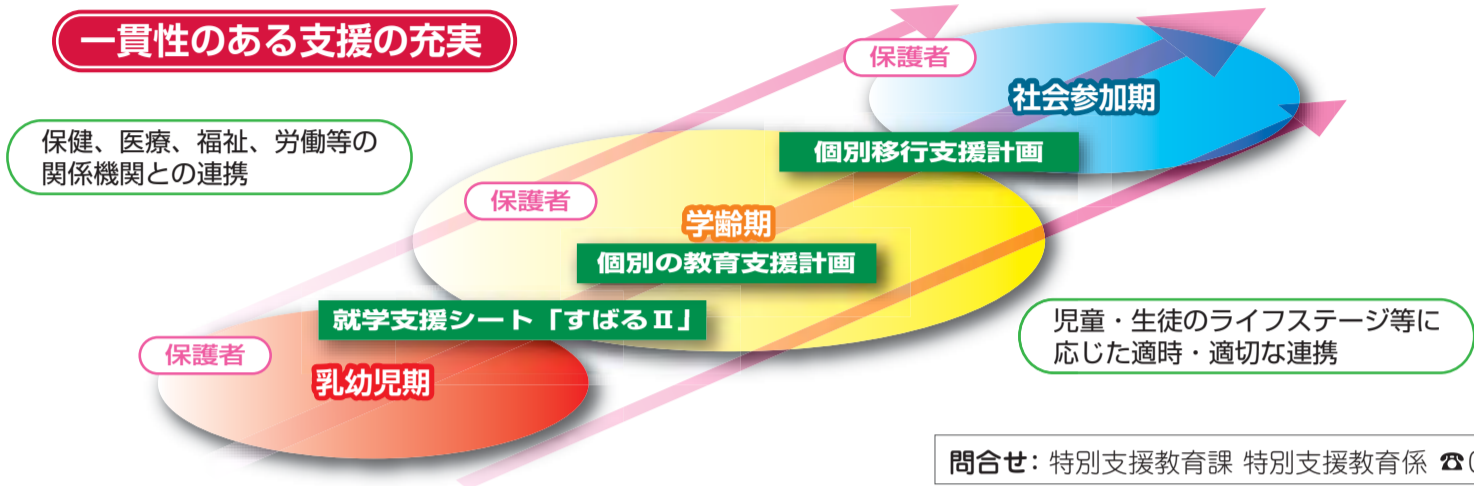 一貫性のある支援の充実
保護者
社会参加期
保健、医療、福祉、労働等の
関係機関との連携
個別移行支援計画
保護者
学齢期
個別の教育支援計画
就学支援シート「すばるⅡ」
児童・生徒のライフステージ等に
応じた適時・適切な連携
保護者
乳幼児期
問合せ: 特別支援教育課 特別支援教育係 ☎